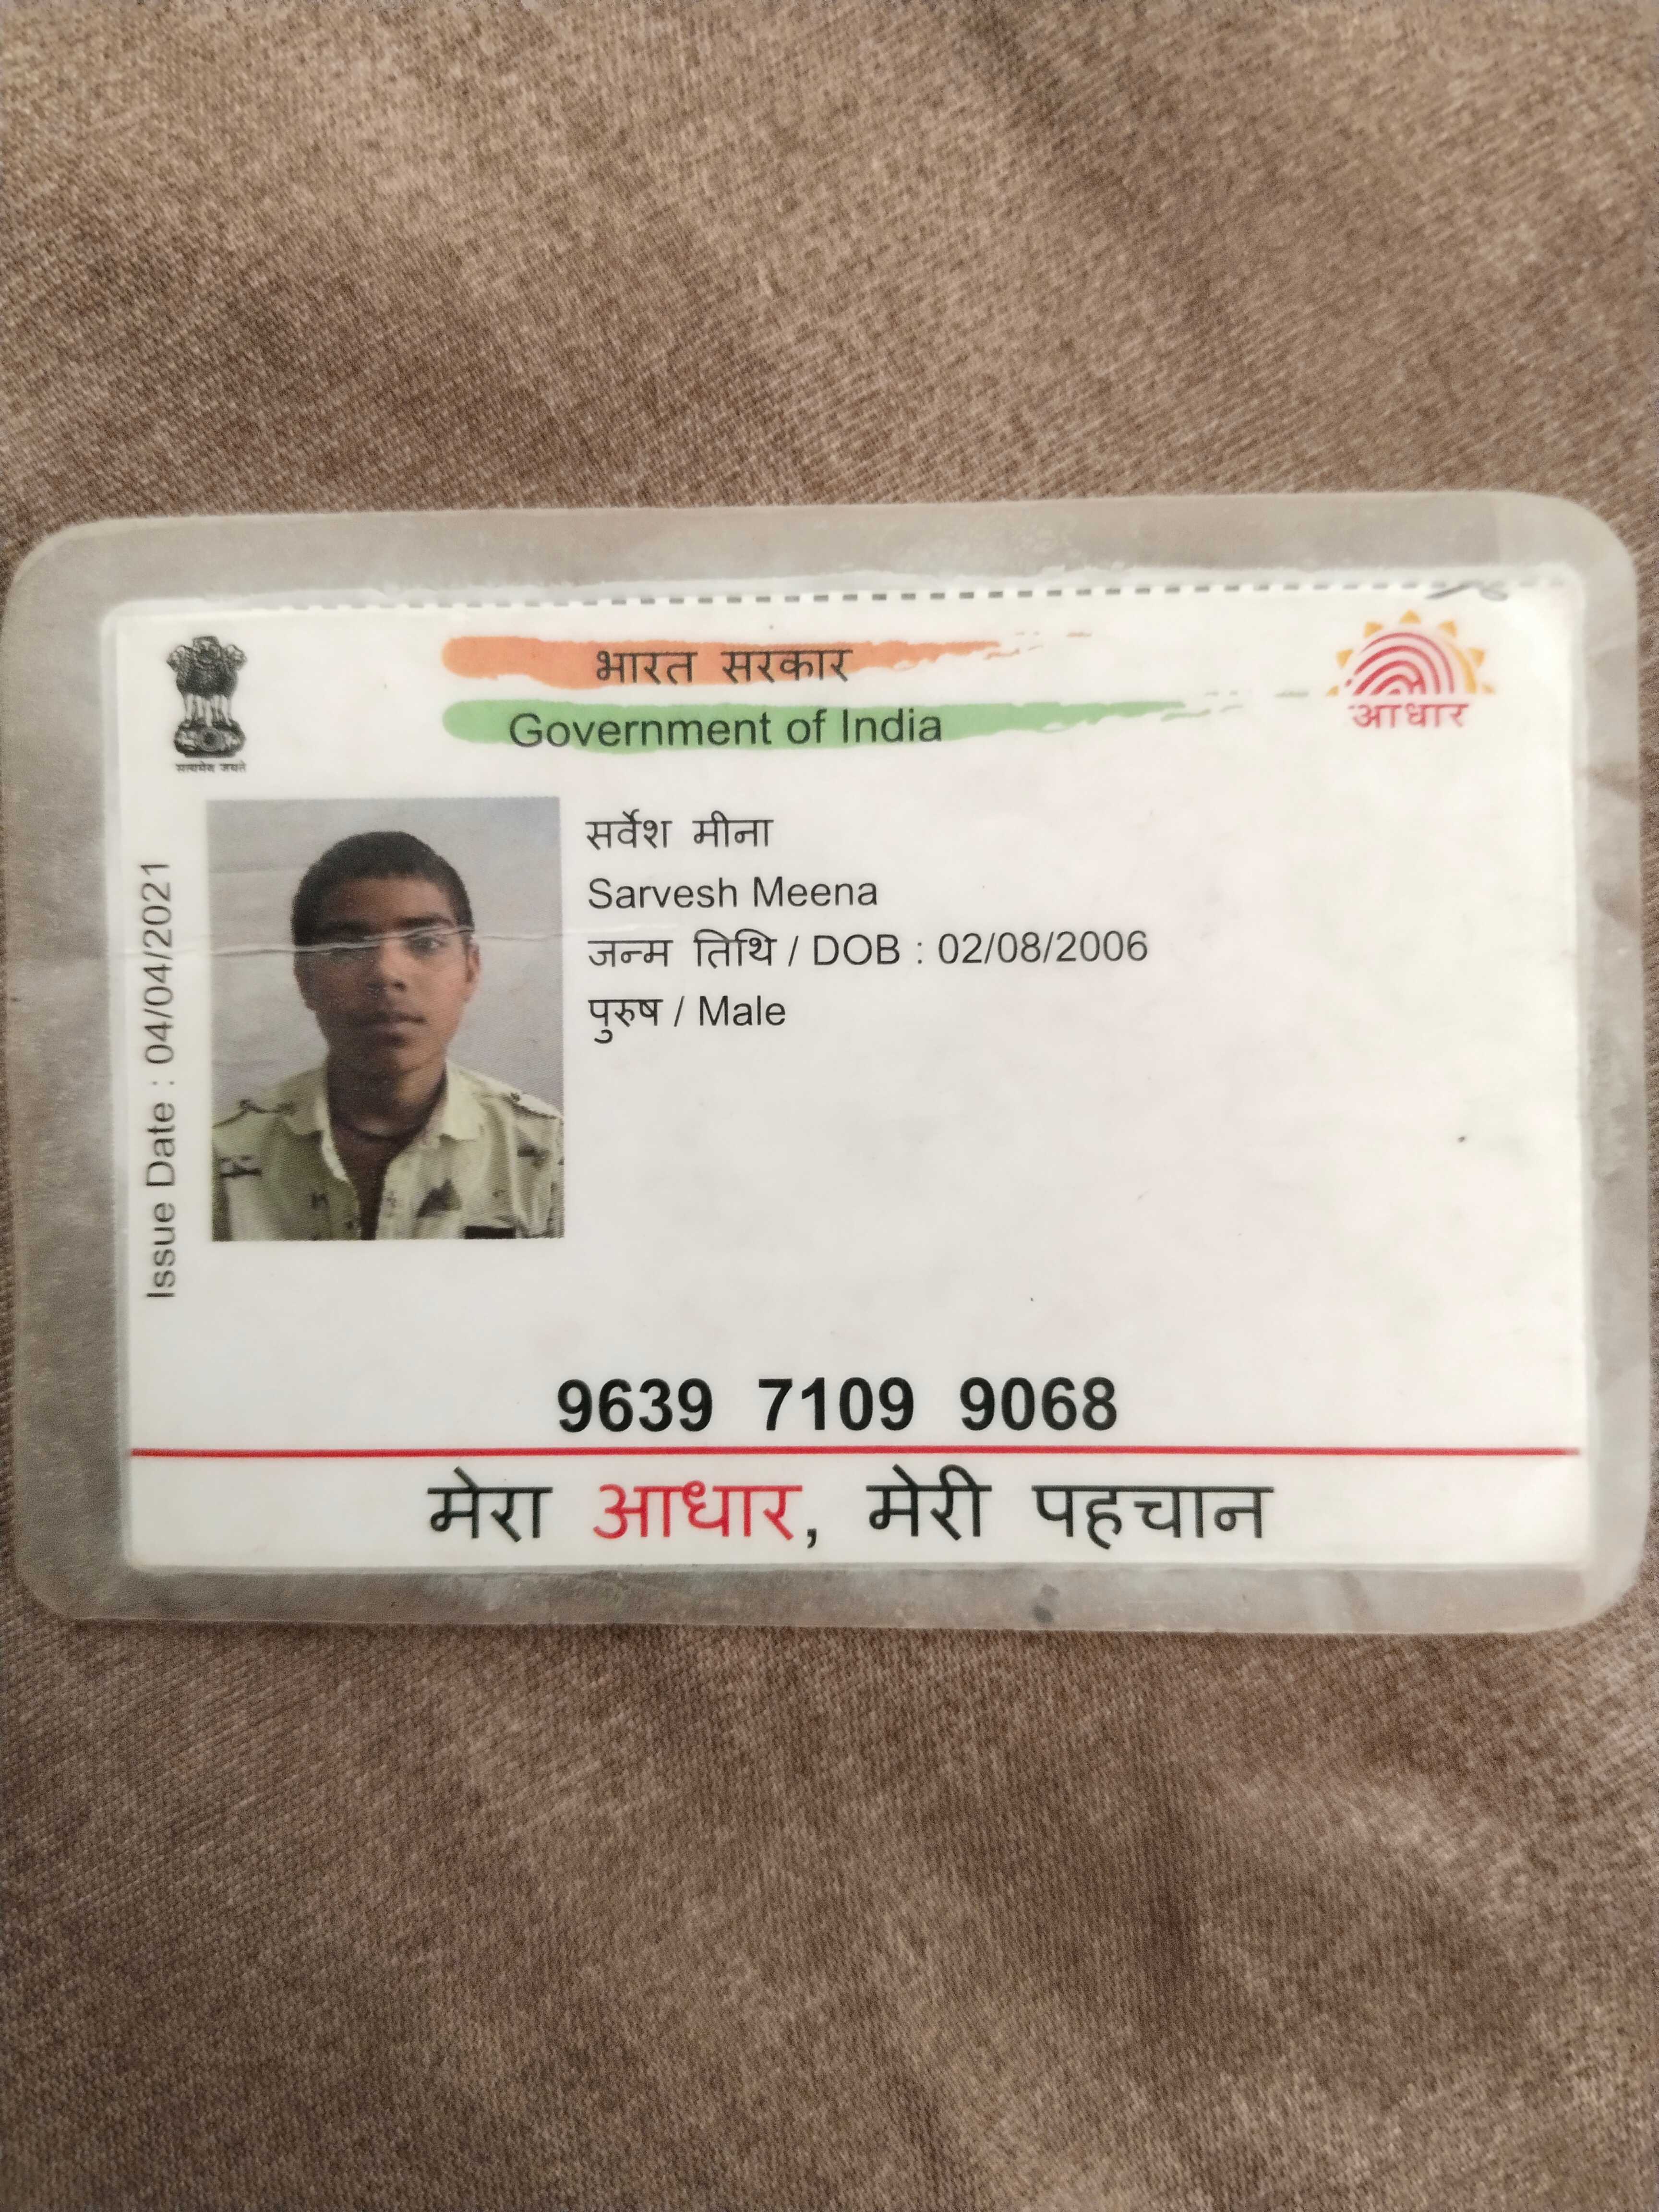 भारत सरकार
Government of India
आधार
सत्यमेव जयते
Issue Date : 04/04/2021
सर्वेश मीना
Sarvesh Meena
जन्म तिथि / DOB : 02/08/2006
पुरुष / Male
9639 7109 9068
मेरा आधार, मेरी पहचान